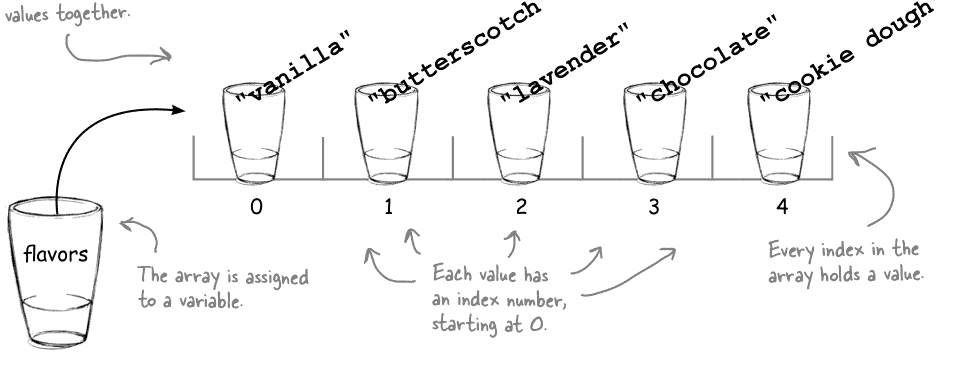 values together.
"vanilla"
"butterscotch
"lavender"
"chocolate"
"cookie dough
0
1
2
3
4
flavors
The array is assigned
to a variable.
Each value has
an index number,
starting at 0.
Every index in the
array holds a value.